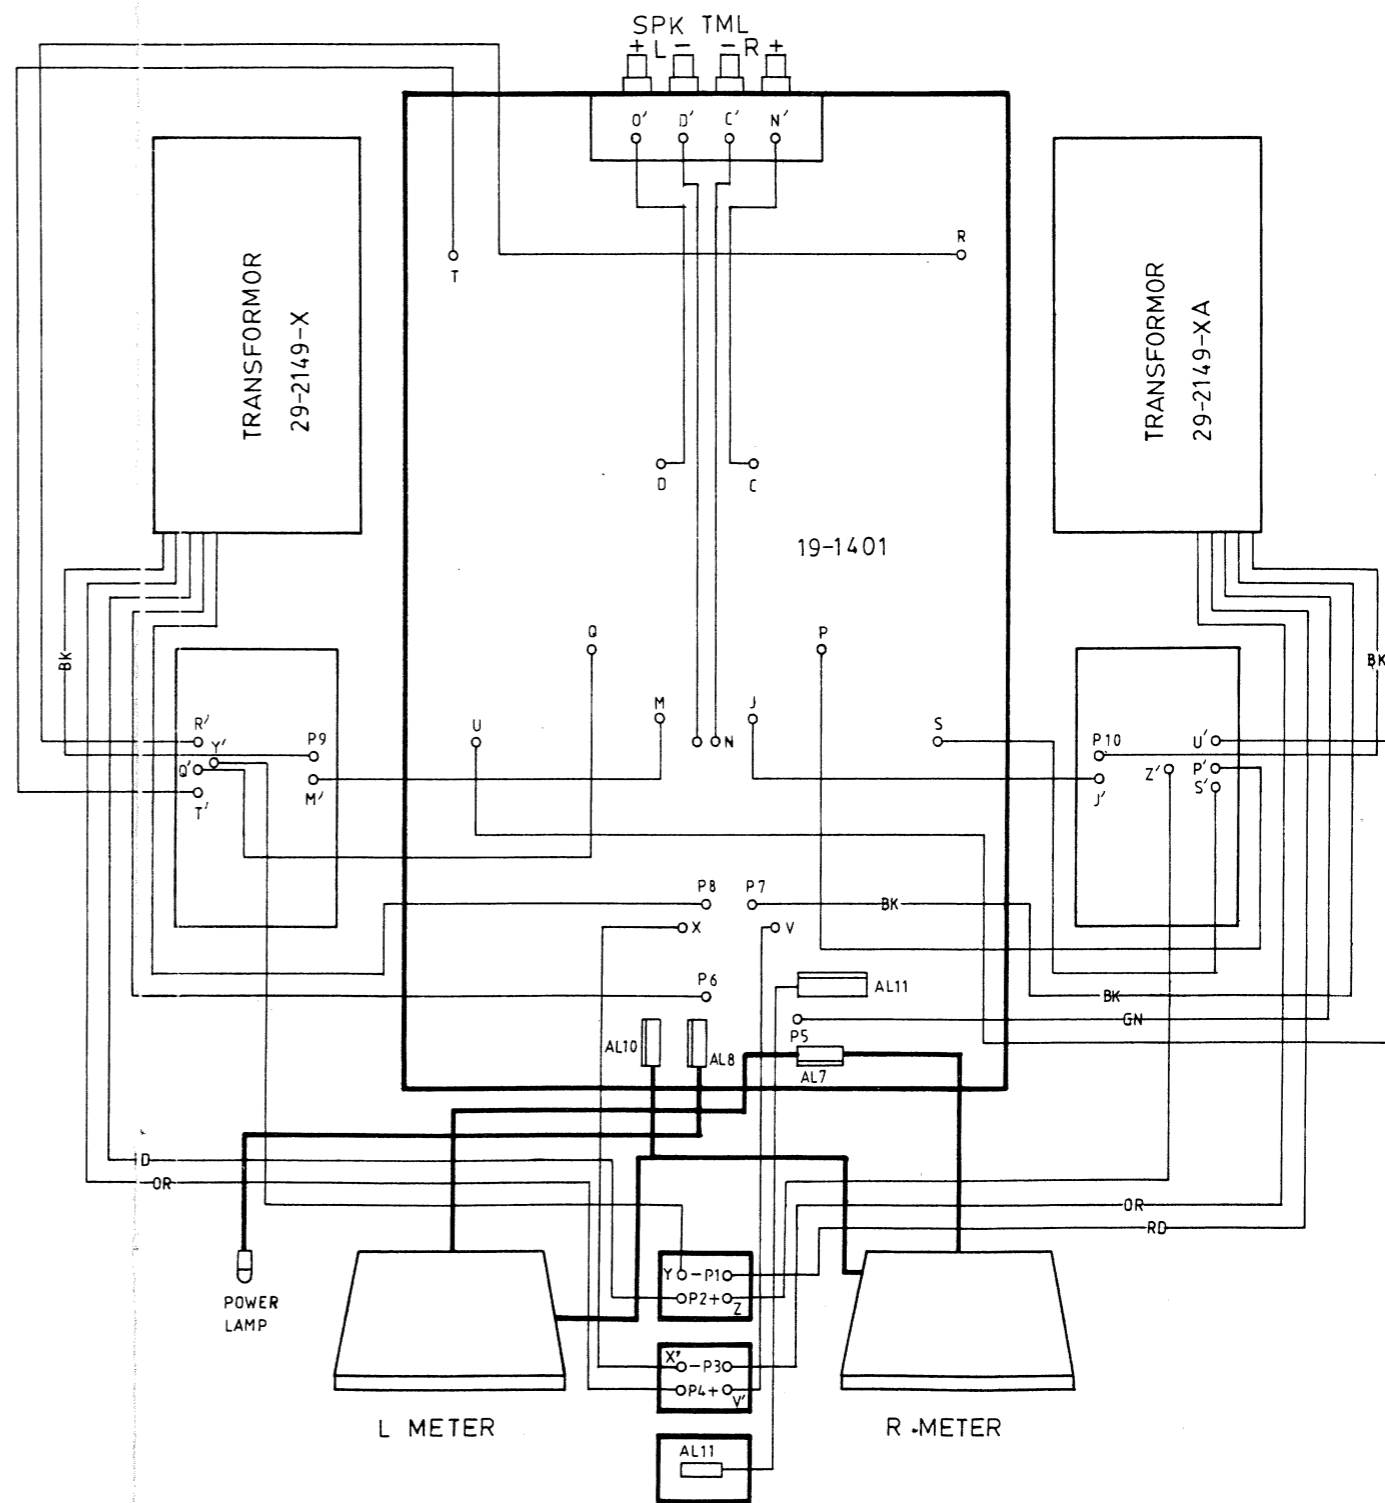 SPK TML
+ L - - R +
O' D' C' N'
R
T
TRANSFORMOR
29-2149-X
TRANSFORMOR
29-2149-XA
D C
19-1401
Q P
BK
BK
M J
U N S
R' Y' P9
Q' M'
T'
P10 U'
Z' P'
J' S'
P8 P7 BK
X V
P6 AL11
BK
P5 GN
AL10 AL8 AL7
D
OR
OR
RD
POWER
LAMP
Y -P1
P2+ Z
X' -P3
P4+ V'
L METER
R METER
AL11